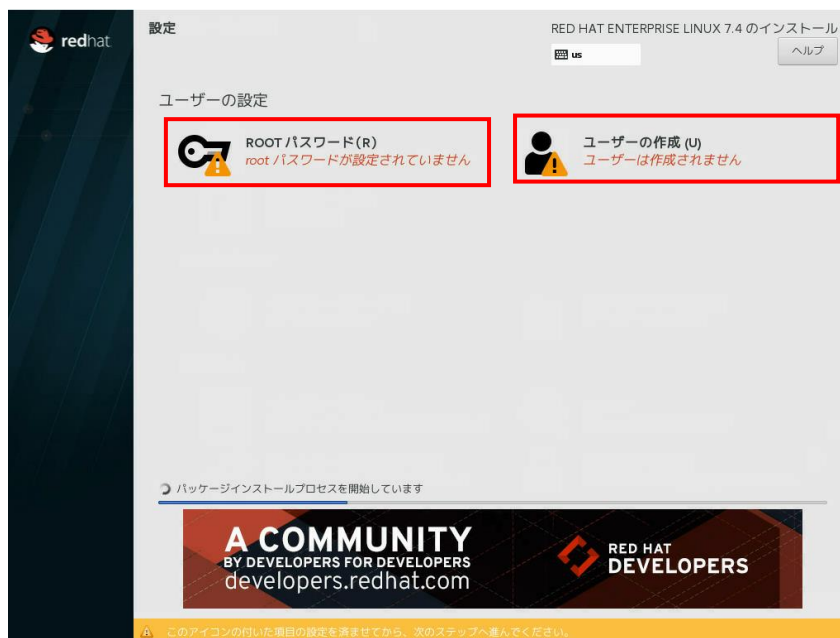 redhat
設定
RED HAT ENTERPRISE LINUX 7.4 のインストール
us
ヘルプ
ユーザーの設定
ROOT パスワード(R)
root パスワードが設定されていません
ユーザーの作成 (U)
ユーザーは作成されません
パッケージインストールプロセスを開始しています
A COMMUNITY
BY DEVELOPERS FOR DEVELOPERS
developers.redhat.com
RED HAT
DEVELOPERS
このアイコンの付いた項目の設定を済ませてから、次のステップへ進んでください。